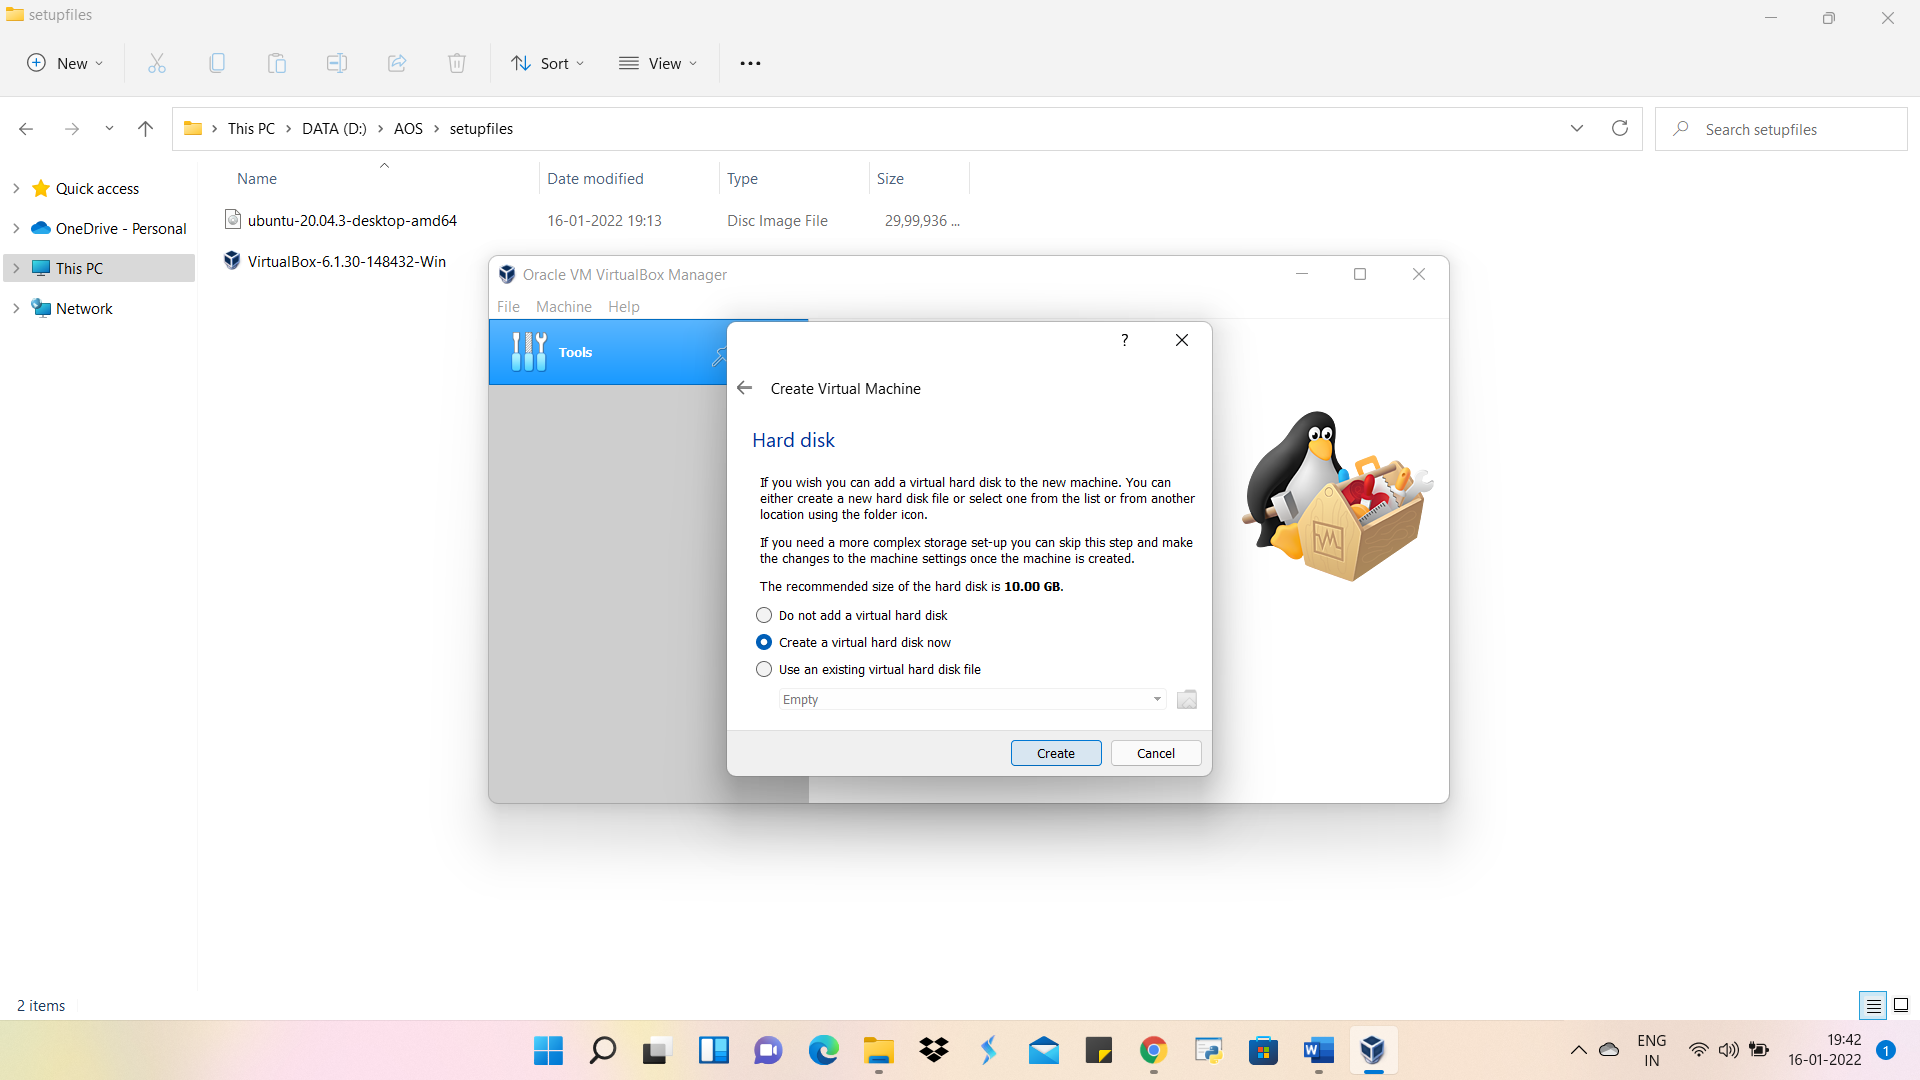 setupfiles
New
Sort
View
This PC
DATA (D:)
AOS
setupfiles
Search setupfiles
Name
Date modified
Type
Size
Quick access
OneDrive - Personal
This PC
Network
ubuntu-20.04.3-desktop-amd64
16-01-2022 19:13
Disc Image File
29,99,936 ...
VirtualBox-6.1.30-148432-Win
Oracle VM VirtualBox Manager
File
Machine
Help
Tools
?
Create Virtual Machine
Hard disk
If you wish you can add a virtual hard disk to the new machine. You can
either create a new hard disk file or select one from the list or from another
location using the folder icon.
If you need a more complex storage set-up you can skip this step and make
the changes to the machine settings once the machine is created.
The recommended size of the hard disk is 10.00 GB.
Do not add a virtual hard disk
Create a virtual hard disk now
Use an existing virtual hard disk file
Empty
Create
Cancel
2 items
W
ENG
IN
19:42
16-01-2022
1